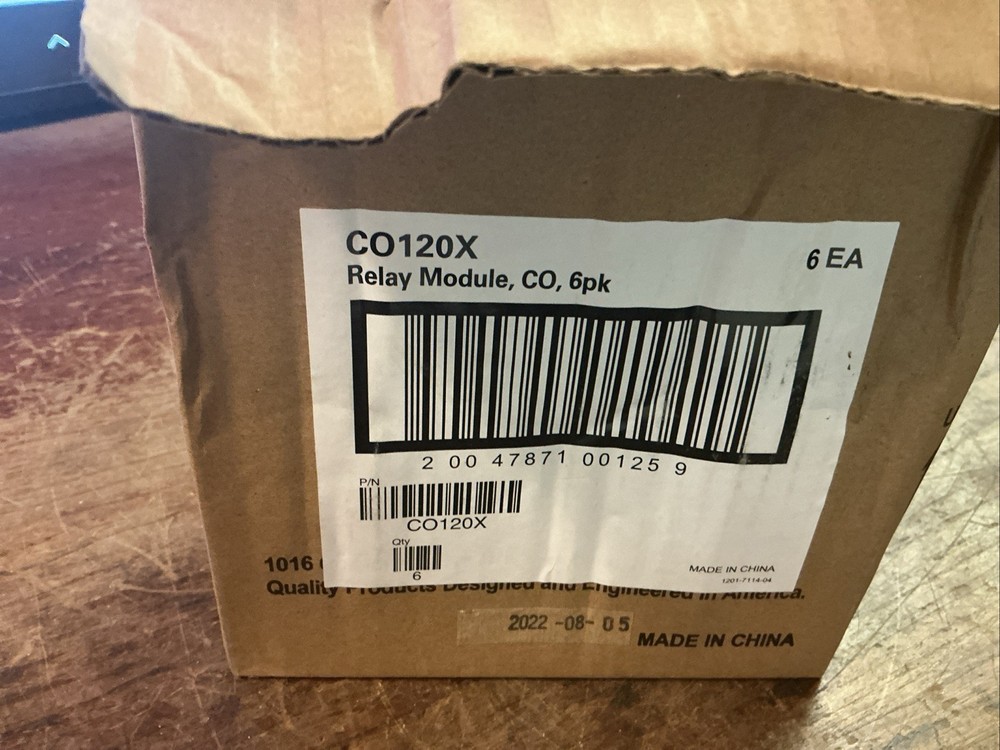 CO120X
6 EA
Relay Module, CO, 6pk
2 00 47871 00125 9
P/N
CO120X
Qty
6
MADE IN CHINA
1201-7114-04
1016
Quality Products Designed and Engineered in America.
2022 -08- 05
MADE IN CHINA